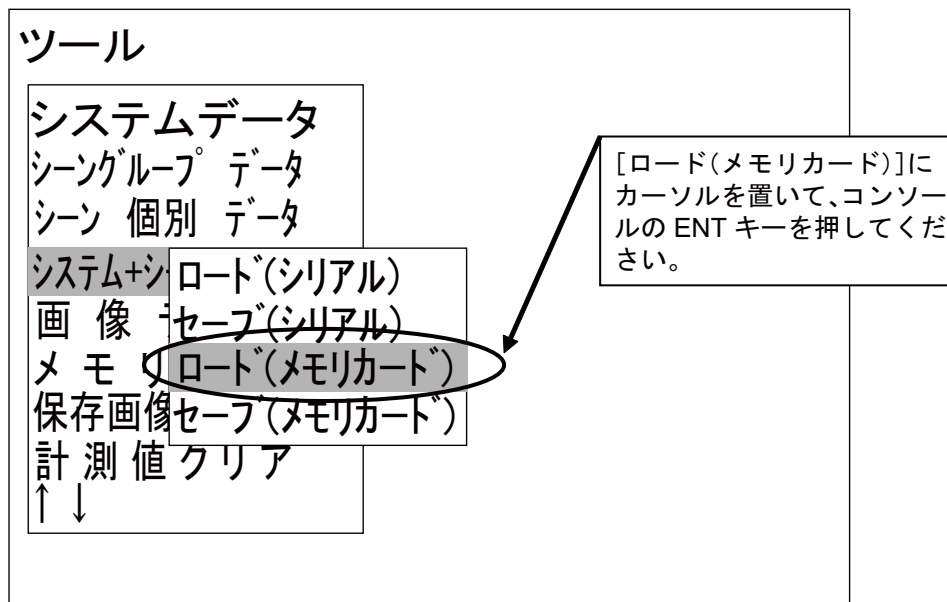 ツール
システムデータ
シーングループ データ
シーン 個別 データ
システム+シ
画 像
メ モ リ
保存画像
計 測 値 クリア
↑ ↓
ロード(シリアル)
セーブ(シリアル)
ロード(メモリカード)
セーブ(メモリカード)
[ロード(メモリカード)]に
カーソルを置いて、コンソー
ルの ENT キーを押してくだ
さい。